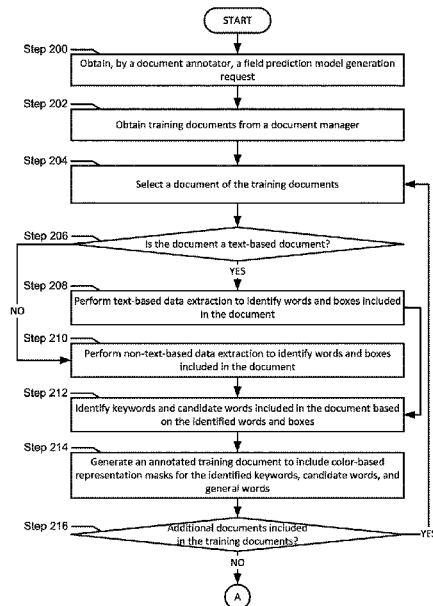 START
Step 200
Obtain, by a document annotator, a field prediction model generation
request
Step 202
Obtain training documents from a document manager
Step 204
Select a document of the training documents
Step 206
Is the document a text-based document?
YES
NO
Step 208
Perform text-based data extraction to identify words and boxes included
in the document
Step 210
Perform non-text-based data extraction to identify words and boxes
included in the document
Step 212
Identify keywords and candidate words included in the document based
on the identified words and boxes
Step 214
Generate an annotated training document to include color-based
representation masks for the identified keywords, candidate words, and
general words
Step 216
Additional documents included
in the training documents?
YES
NO
A